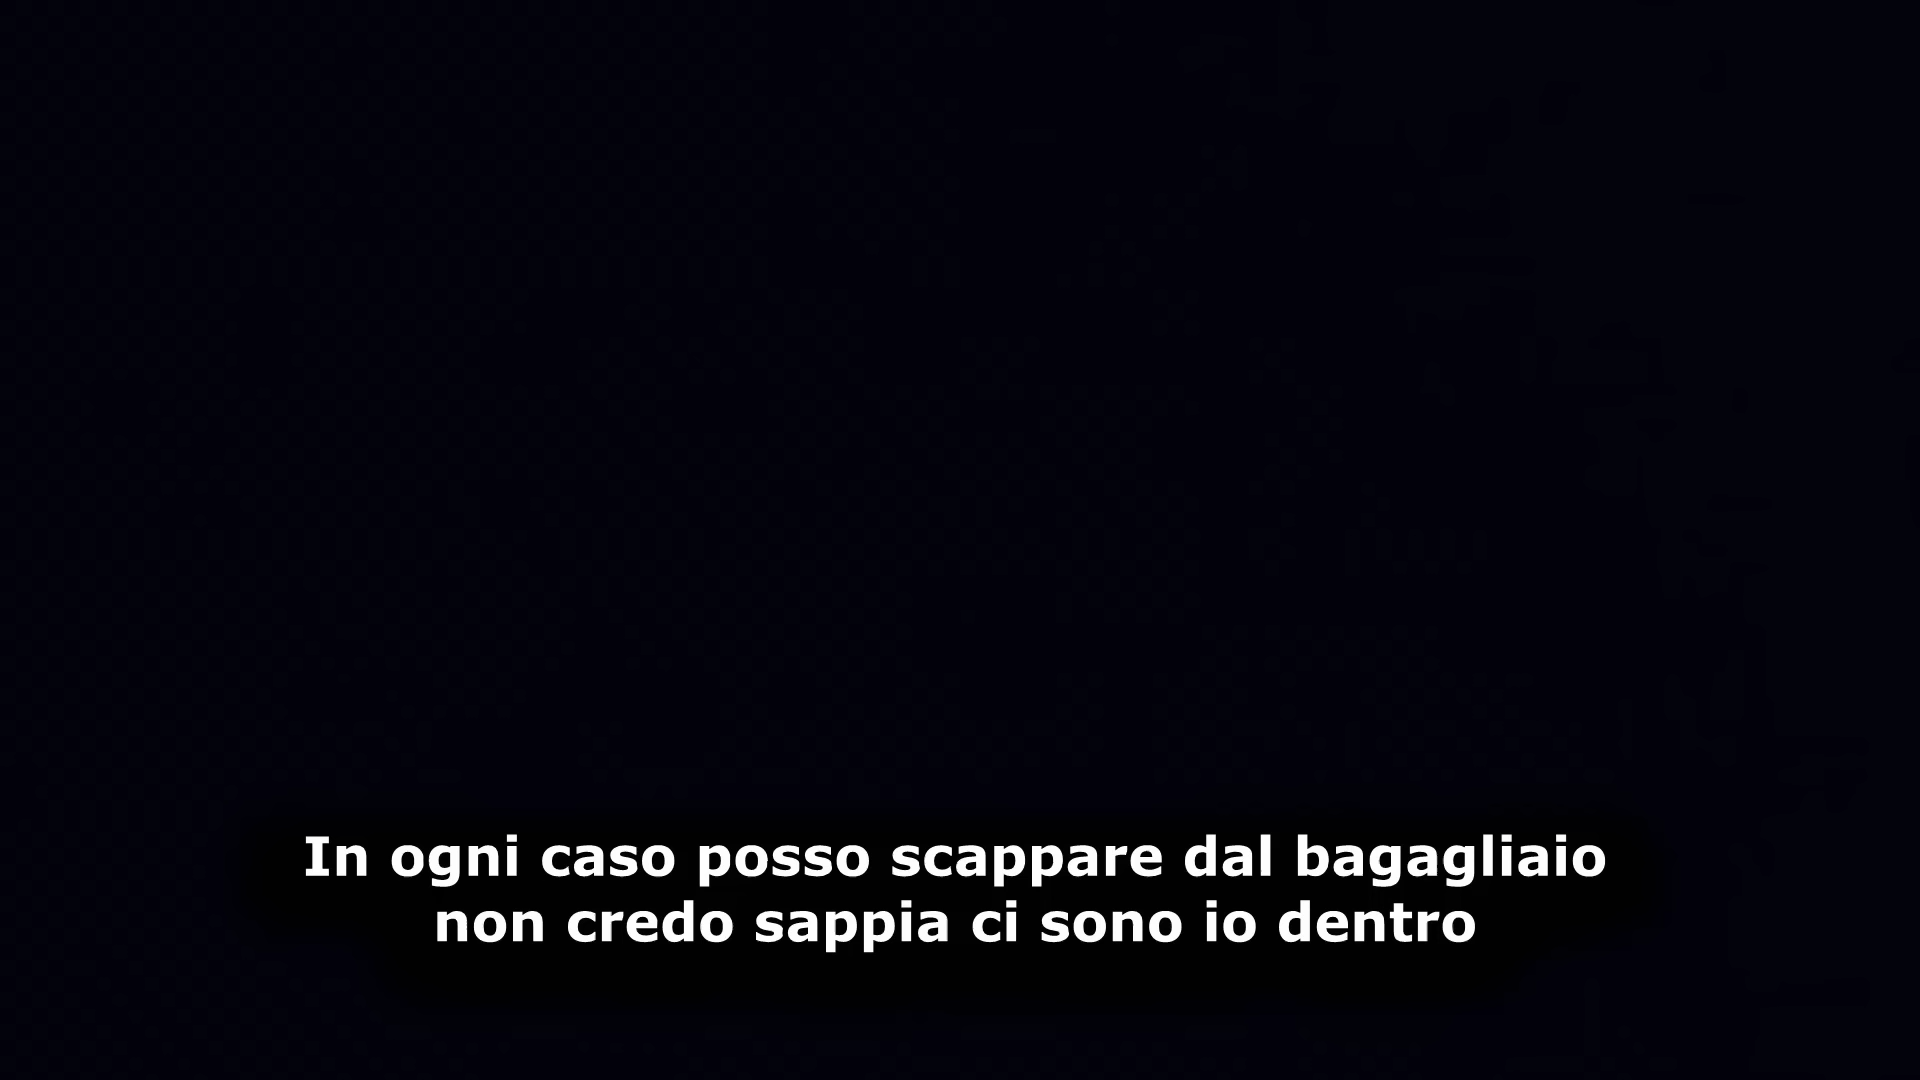 In ogni caso posso scappare dal bagagliaio
non credo sappia ci sono io dentro